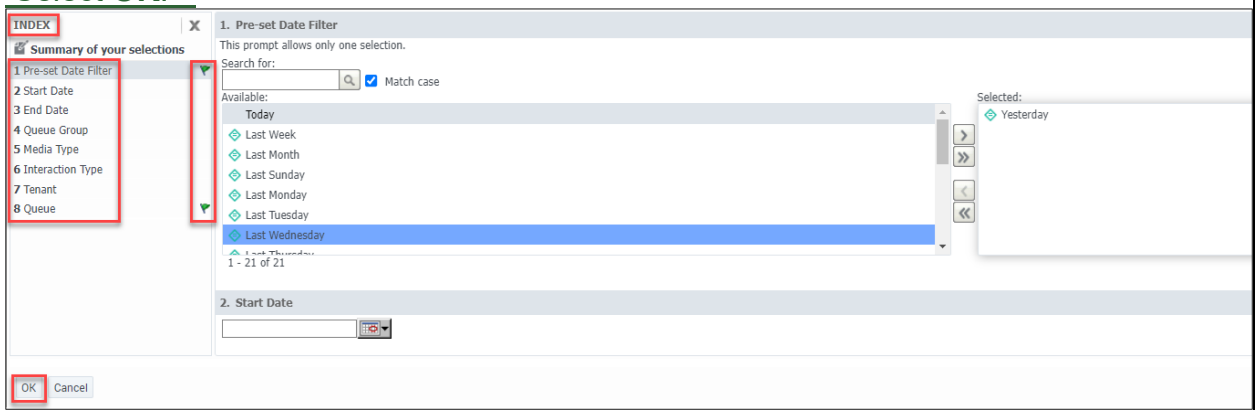 INDEX X
Summary of your selections
1 Pre-set Date Filter
2 Start Date
3 End Date
4 Queue Group
5 Media Type
6 Interaction Type
7 Tenant
8 Queue
1. Pre-set Date Filter
This prompt allows only one selection.
Search for:
Match case
Available:
Today
Last Week
Last Month
Last Sunday
Last Monday
Last Tuesday
Last Wednesday
Last Thursday
1 - 21 of 21
Selected:
Yesterday
2. Start Date
OK Cancel